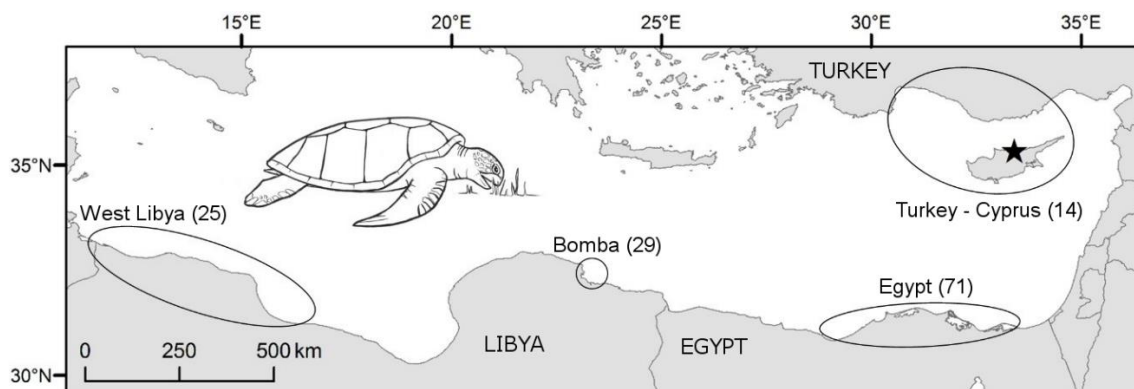 15°E 20°E 25°E 30°E 35°E
TURKEY
35°N
West Libya (25)
Turkey - Cyprus (14)
Bomba (29)
Egypt (71)
0 250 500 km
LIBYA EGYPT
30°N